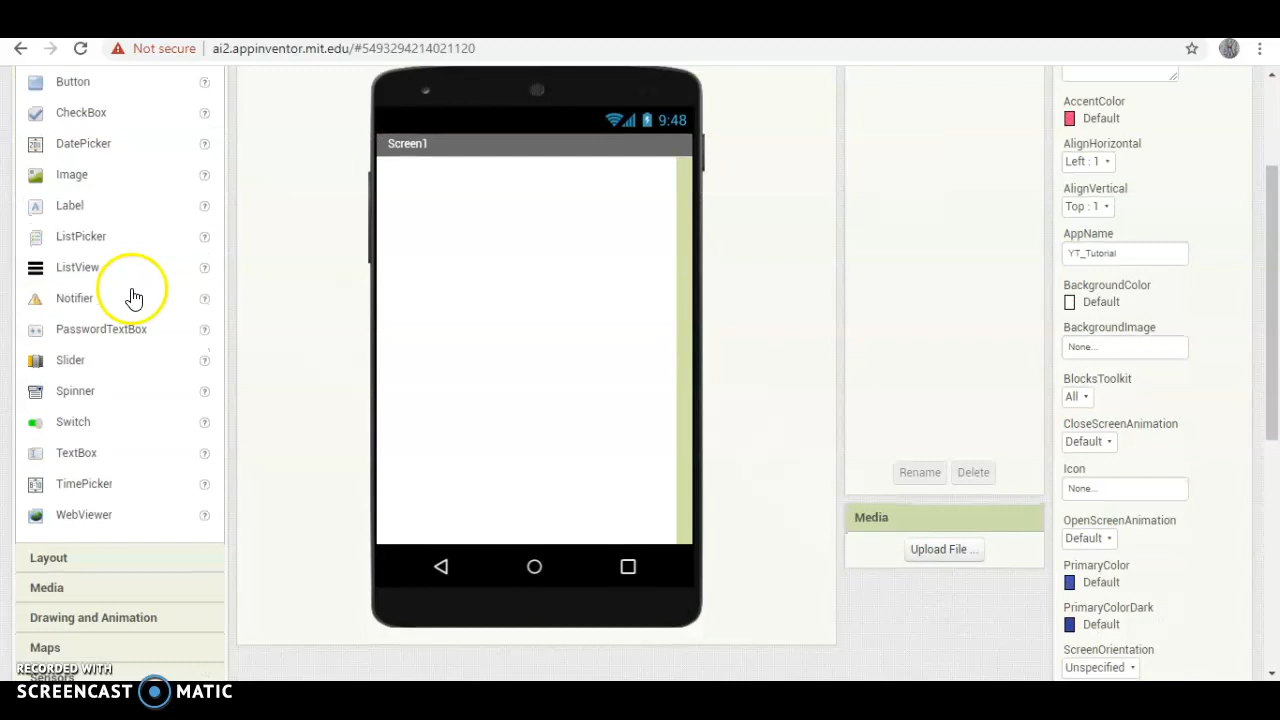 Not secure
ai2.appinventor.mit.edu/#5493294214021120
Button
CheckBox
DatePicker
Image
Label
ListPicker
ListView
Notifier
PasswordTextBox
Slider
Spinner
Switch
TextBox
TimePicker
WebViewer
Layout
Media
Drawing and Animation
Maps
Sensors
9:48
Screen1
Rename
Delete
Media
Upload File ...
AccentColor
Default
AlignHorizontal
Left : 1
AlignVertical
Top : 1
AppName
YT_Tutorial
BackgroundColor
Default
BackgroundImage
None...
BlocksToolkit
All
CloseScreenAnimation
Default
Icon
None...
OpenScreenAnimation
Default
PrimaryColor
Default
PrimaryColorDark
Default
ScreenOrientation
Unspecified
RECORDED WITH
SCREENCAST MATIC